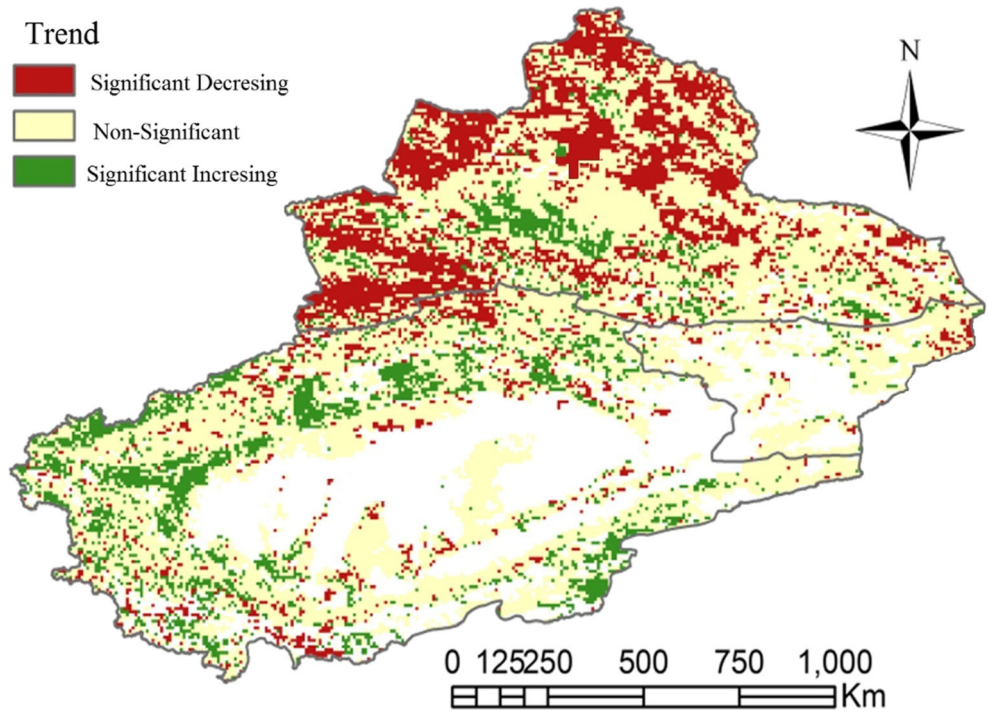 Trend
Significant Decresing
Non-Significant
Significant Incresing
N
0 125250 500 750 1,000
Km